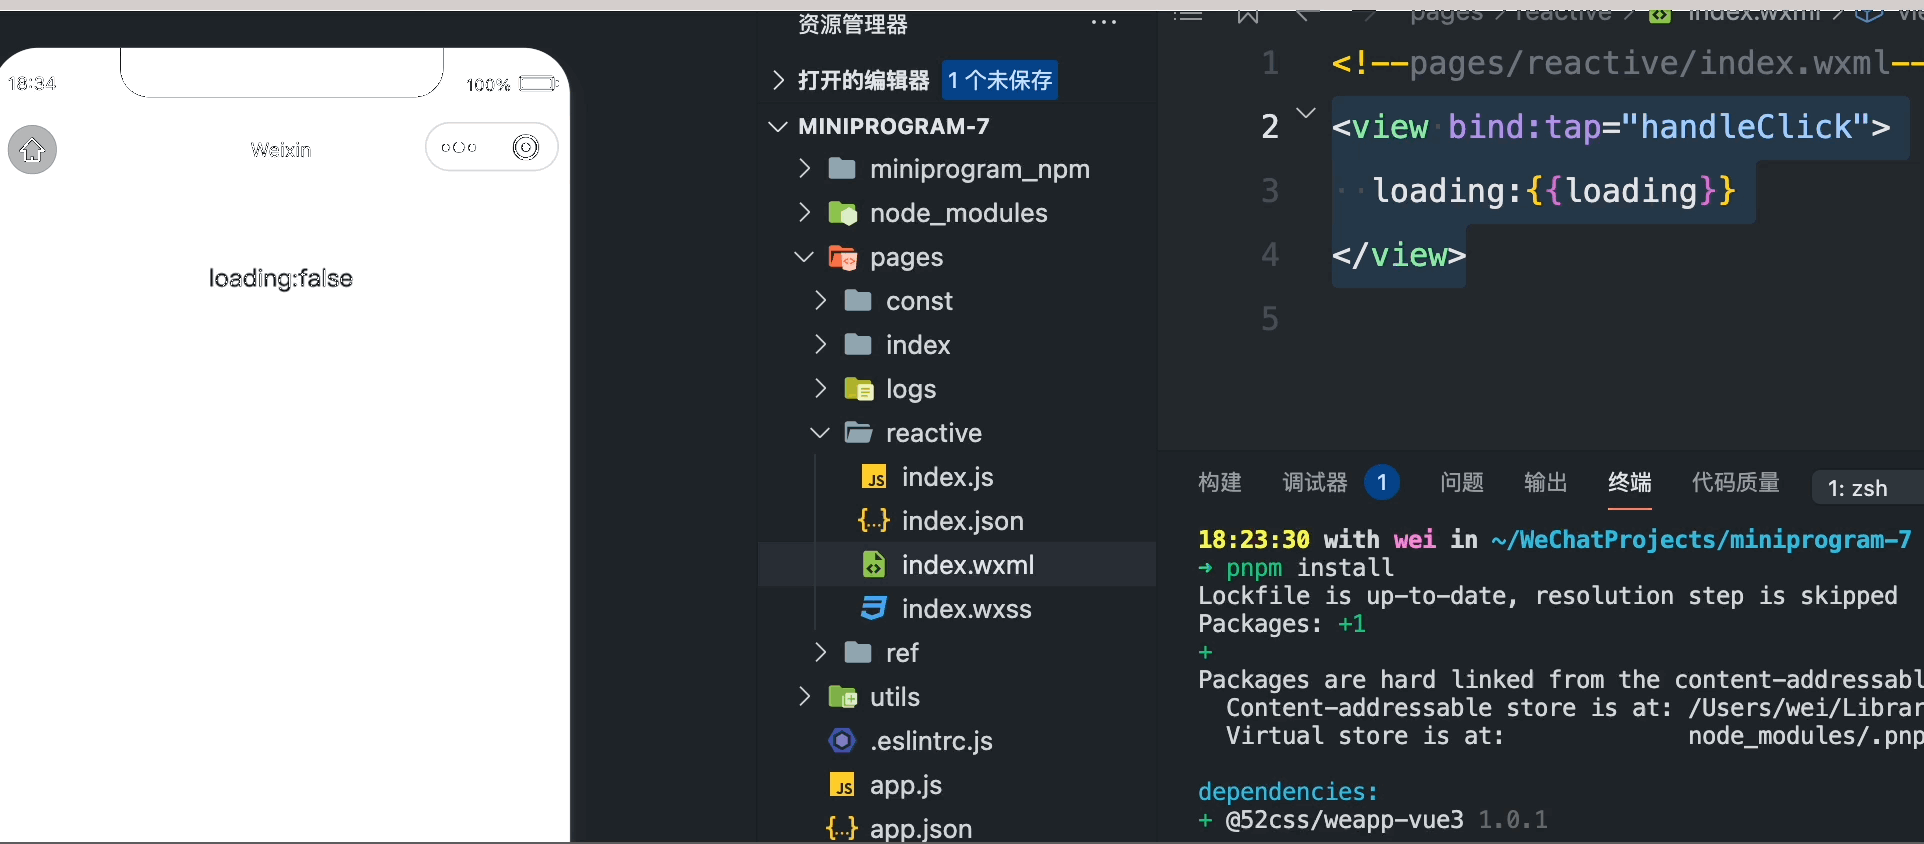 18:34
100%
Weixin
loading:false
资源管理器
打开的编辑器 1 个未保存
MINIPROGRAM-7
miniprogram_npm
node_modules
pages
const
index
logs
reactive
index.js
index.json
index.wxml
index.wxss
ref
utils
.eslintrc.js
app.js
app.json
pages reactive index.wxml
1 <!--pages/reactive/index.wxml--
2 <view bind:tap="handleClick">
3 loading:{{loading}}
4 </view>
5
构建 调试器 1 问题 输出 终端 代码质量 1: zsh
18:23:30 with wei in ~/WeChatProjects/miniprogram-7
→ pnpm install
Lockfile is up-to-date, resolution step is skipped
Packages: +1
+
Packages are hard linked from the content-addressabl
Content-addressable store is at: /Users/wei/Librar
Virtual store is at: node_modules/.pnp
dependencies:
+ @52css/weapp-vue3 1.0.1